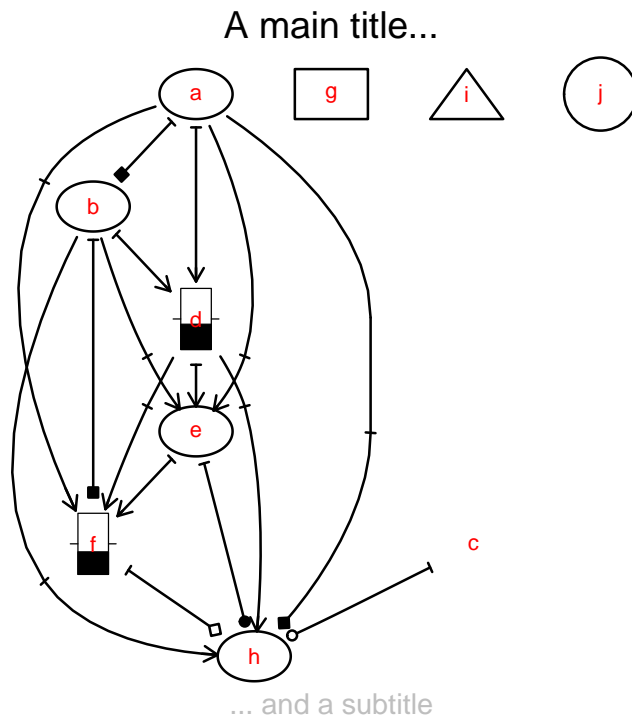 A main title...
a g i j
b
d
e
f c
h
... and a subtitle